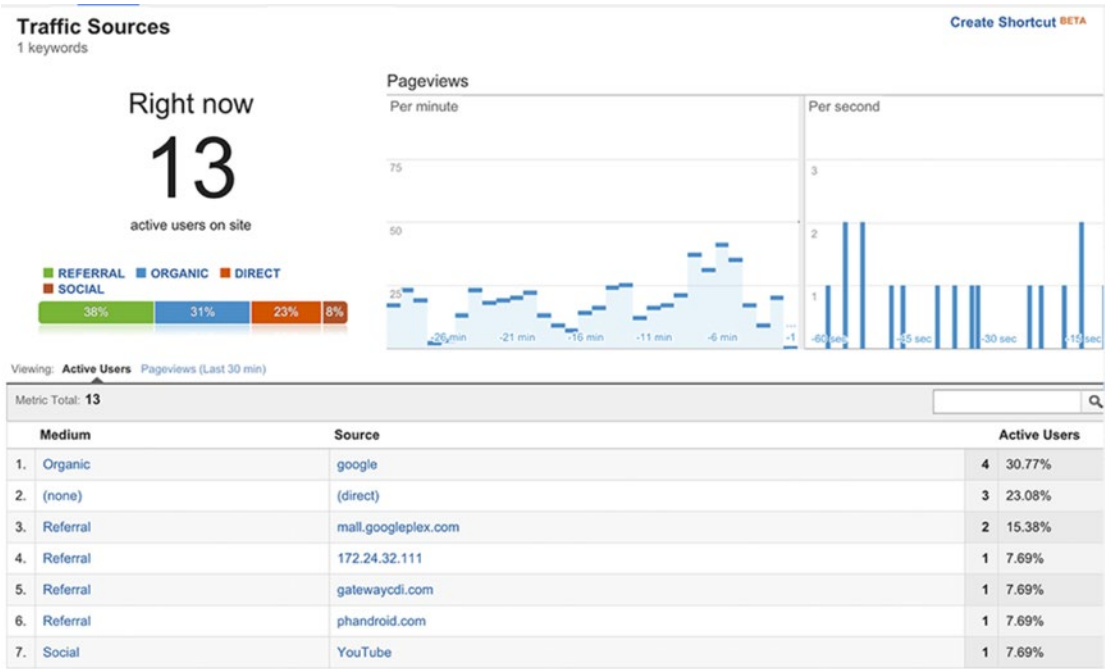 Traffic Sources
Create Shortcut BETA
1 keywords
Right now
13
active users on site
REFERRAL ORGANIC DIRECT
SOCIAL
38% 31% 23% 8%
Pageviews
Per minute
75
50
25
-26 min -21 min -16 min -11 min -6 min -1
Per second
3
2
1
-60 sec -45 sec -30 sec -15 sec
Viewing: Active Users Pageviews (Last 30 min)
Metric Total: 13
Medium Source Active Users
1. Organic google 4 30.77%
2. (none) (direct) 3 23.08%
3. Referral mall.googleplex.com 2 15.38%
4. Referral 172.24.32.111 1 7.69%
5. Referral gatewaycdi.com 1 7.69%
6. Referral phandroid.com 1 7.69%
7. Social YouTube 1 7.69%